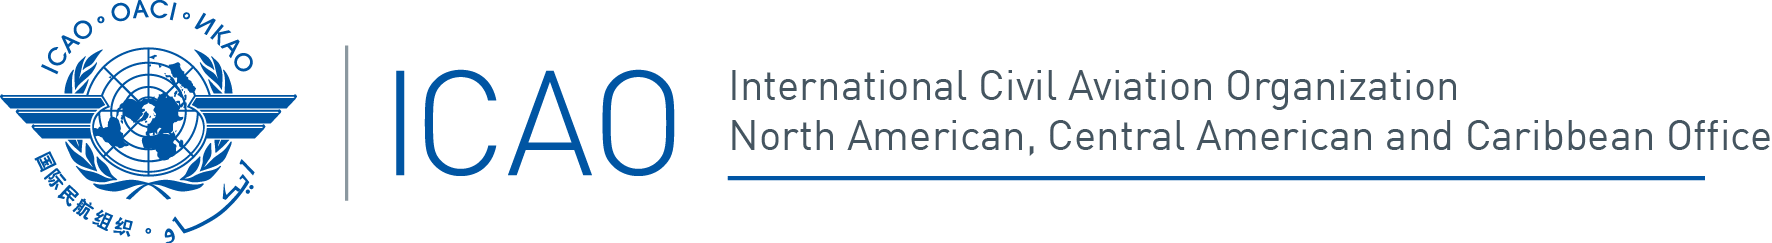 ICAO · OACI · ИКАО
国际民航组织 · ايكاو
ICAO
International Civil Aviation Organization
North American, Central American and Caribbean Office